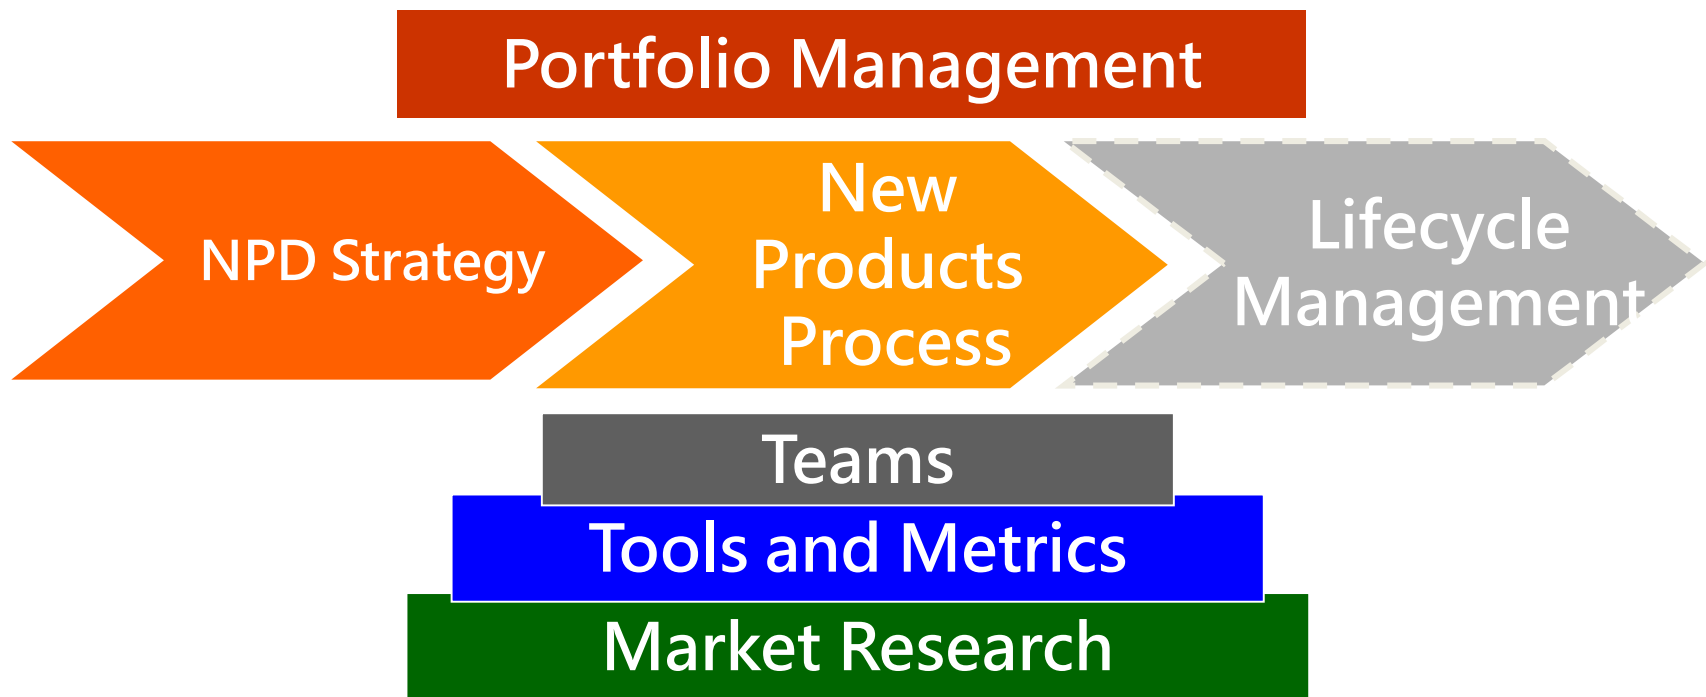 Portfolio Management
NPD Strategy
New
Products
Process
Lifecycle
Management
Teams
Tools and Metrics
Market Research